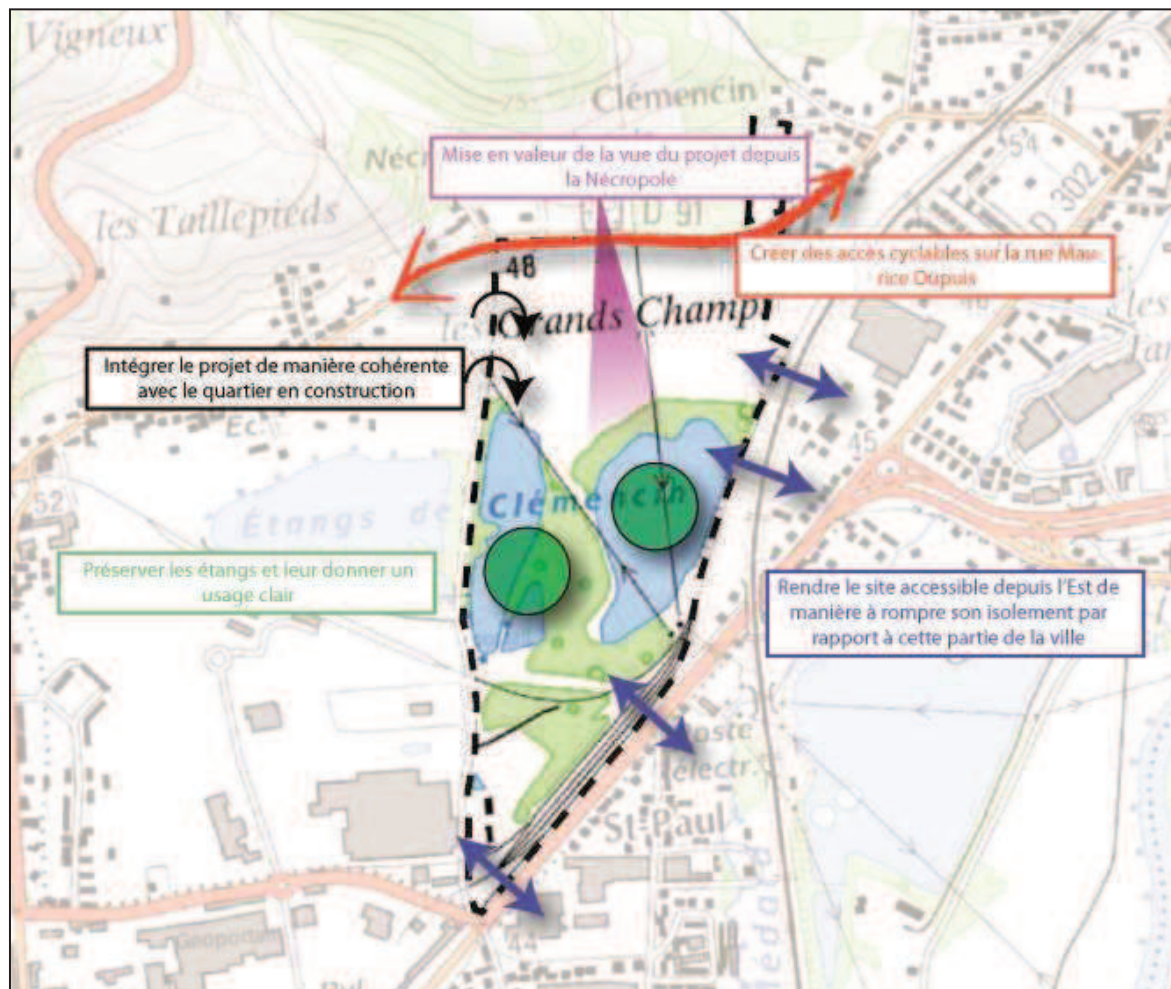 Vigneux
Clémencin
75
Mise en valeur de la vue du projet depuis
la Nécropole
54
les Taillepieds
D 91
D 302
Créer des accès cyclables sur la rue Mau-
rice Dupuis
48
Grands Champ
Intégrer le projet de manière cohérente
avec le quartier en construction
Ec.
45
52
Étangs de Clémencin
Préserver les étangs et leur donner un
usage clair
Rendre le site accessible depuis l'Est de
manière à rompre son isolement par
rapport à cette partie de la ville
Poste
électr.
St-Paul
Géoportail
44